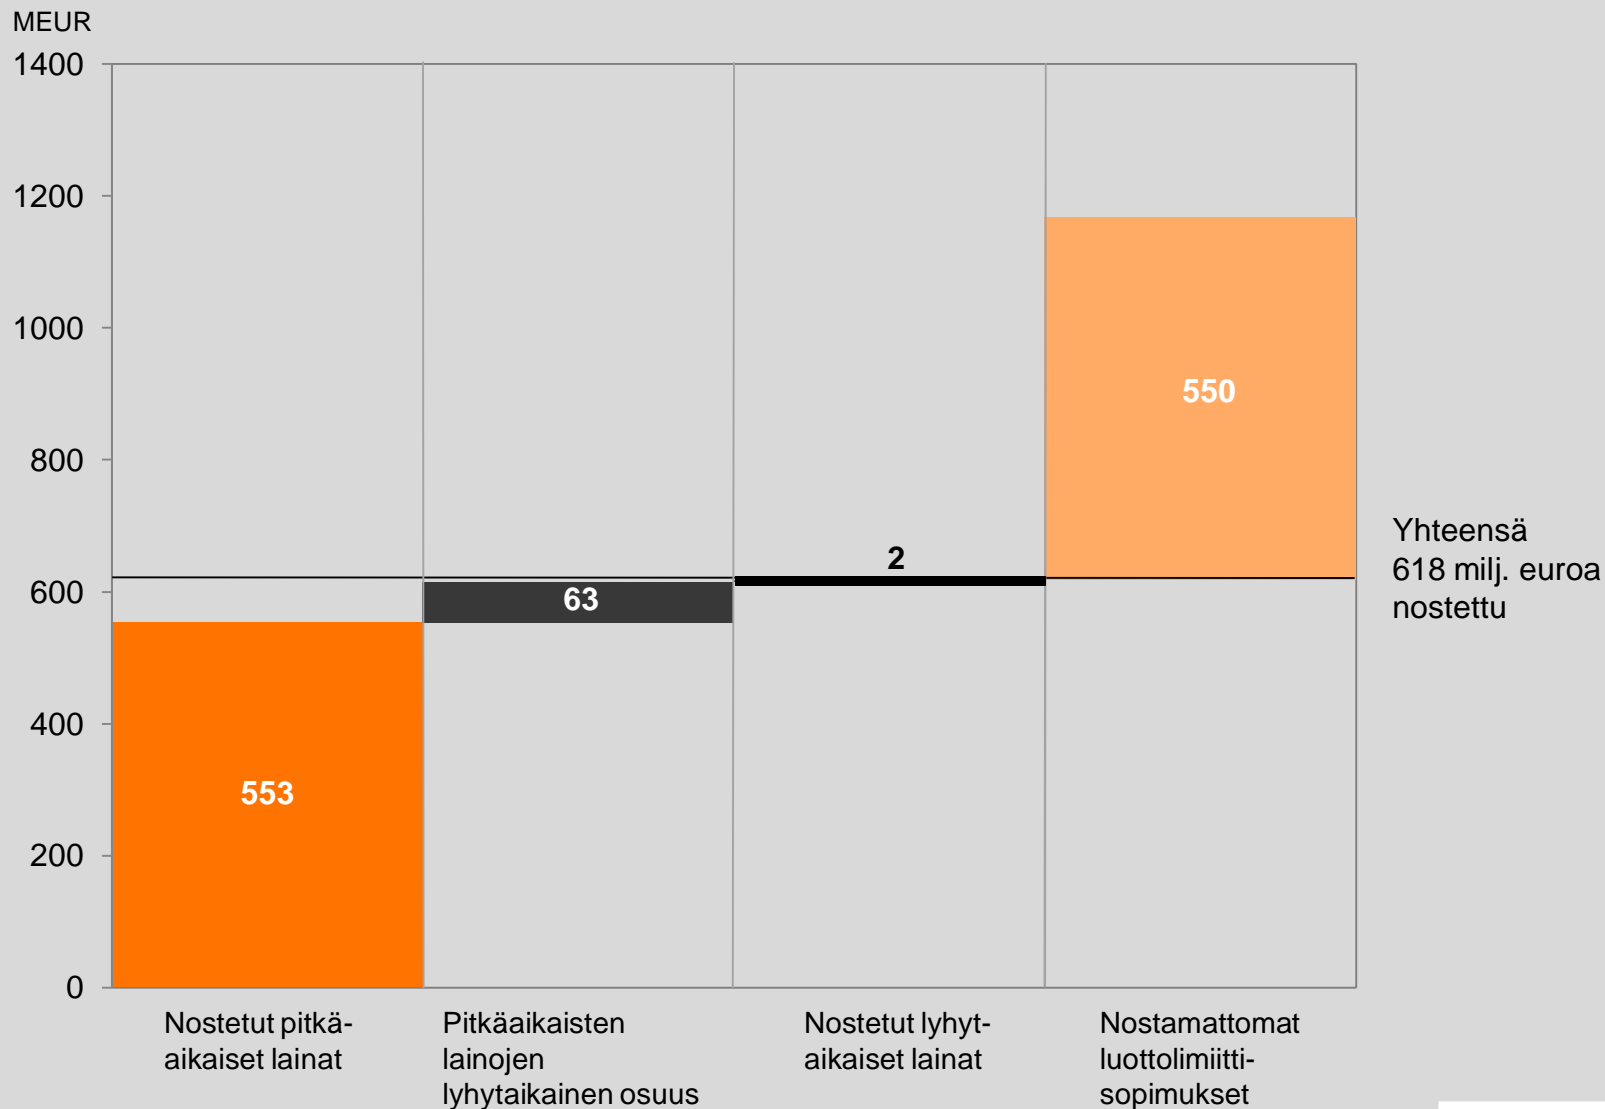 MEUR
1400
1200
1000
800
600
400
200
0
553
63
2
550
Yhteensä
618 milj. euroa
nostettu
Nostetut pitkä-
aikaiset lainat
Pitkäaikaisten
lainojen
lyhytaikainen osuus
Nostetut lyhyt-
aikaiset lainat
Nostamattomat
luottolimiitti-
sopimukset